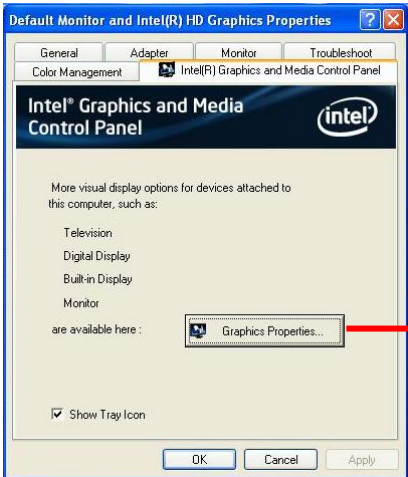 Default Monitor and Intel(R) HD Graphics Properties
General Adapter Monitor Troubleshoot
Color Management Intel(R) Graphics and Media Control Panel
Intel® Graphics and Media
Control Panel
intel
More visual display options for devices attached to
this computer, such as:
Television
Digital Display
Built-in Display
Monitor
are available here : Graphics Properties...
Show Tray Icon
OK Cancel Apply